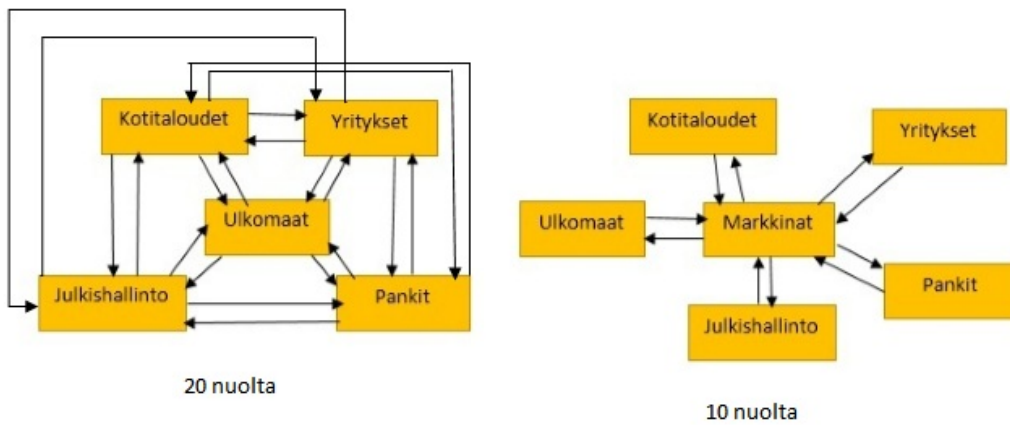 Kotitaloudet
Yritykset
Ulkomaat
Julkishallinto
Pankit
20 nuolta
Kotitaloudet
Yritykset
Ulkomaat
Markkinat
Pankit
Julkishallinto
10 nuolta